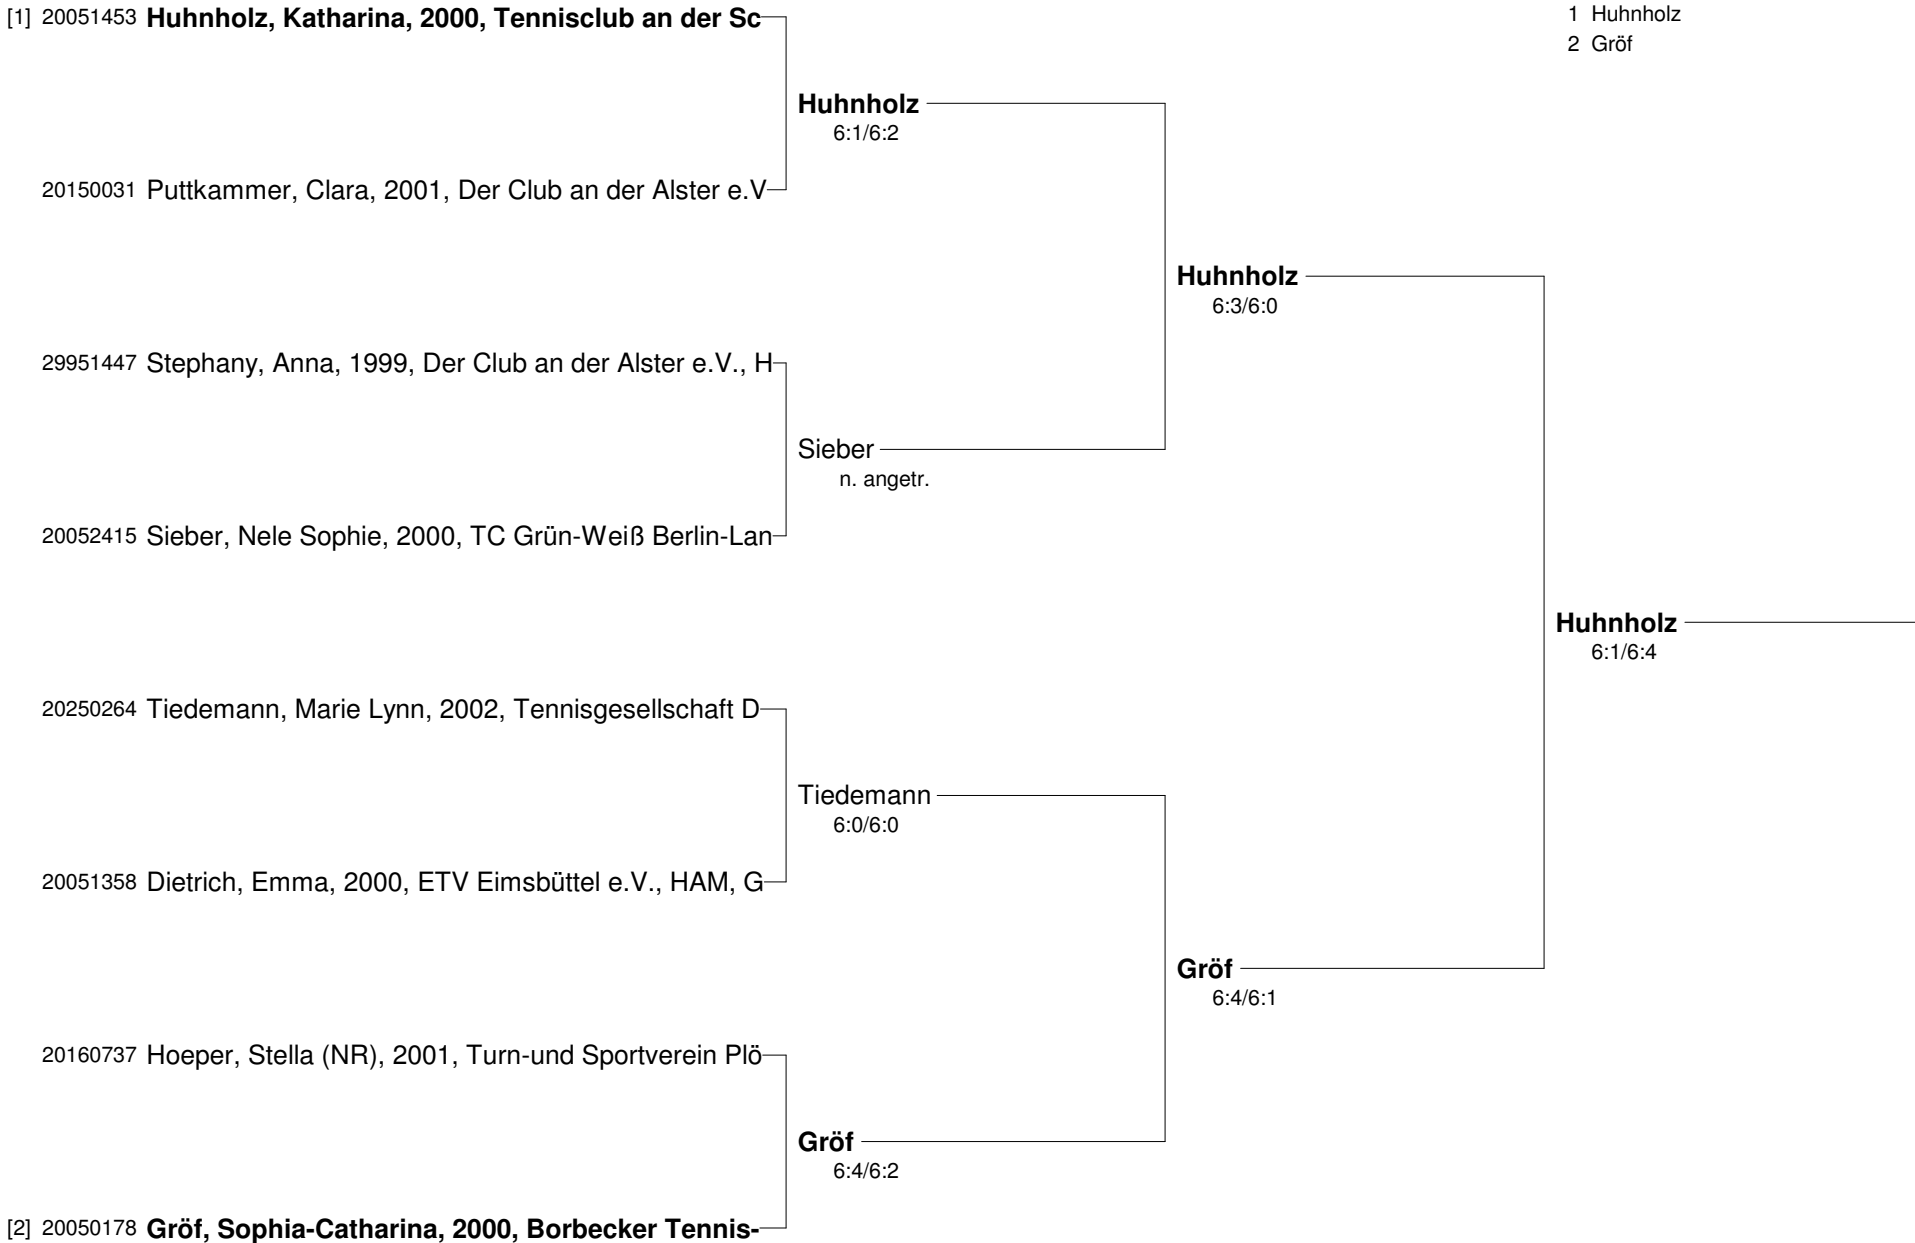 [1] 20051453 Huhnholz, Katharina, 2000, Tennisclub an der Sc
1 Huhnholz
2 Gröf
Huhnholz
6:1/6:2
20150031 Puttkammer, Clara, 2001, Der Club an der Alster e.V
Huhnholz
6:3/6:0
29951447 Stephany, Anna, 1999, Der Club an der Alster e.V., H
Sieber
n. angetr.
20052415 Sieber, Nele Sophie, 2000, TC Grün-Weiß Berlin-Lan
Huhnholz
6:1/6:4
20250264 Tiedemann, Marie Lynn, 2002, Tennisgesellschaft D
Tiedemann
6:0/6:0
20051358 Dietrich, Emma, 2000, ETV Eimsbüttel e.V., HAM, G
Gröf
6:4/6:1
20160737 Hoeper, Stella (NR), 2001, Turn-und Sportverein Plö
Gröf
6:4/6:2
[2] 20050178 Gröf, Sophia-Catharina, 2000, Borbecker Tennis-